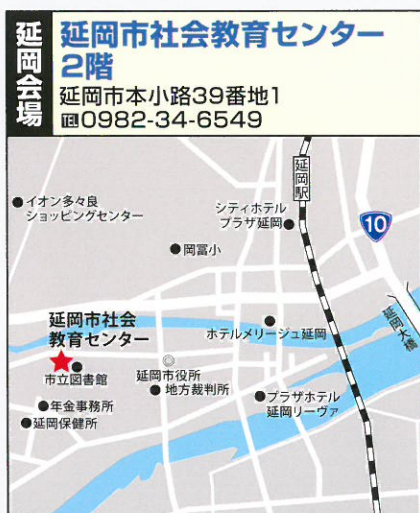 延岡会場
延岡市社会教育センター
2階
延岡市本小路39番地1
TEL0982-34-6549
延岡駅
イオン多々良
ショッピングセンター
シティホテル
プラザ延岡
岡冨小
10
延岡大橋
延岡市社会
教育センター
ホテルメリージュ延岡
市立図書館
延岡市役所
地方裁判所
年金事務所
延岡保健所
プラザホテル
延岡リーヴァ